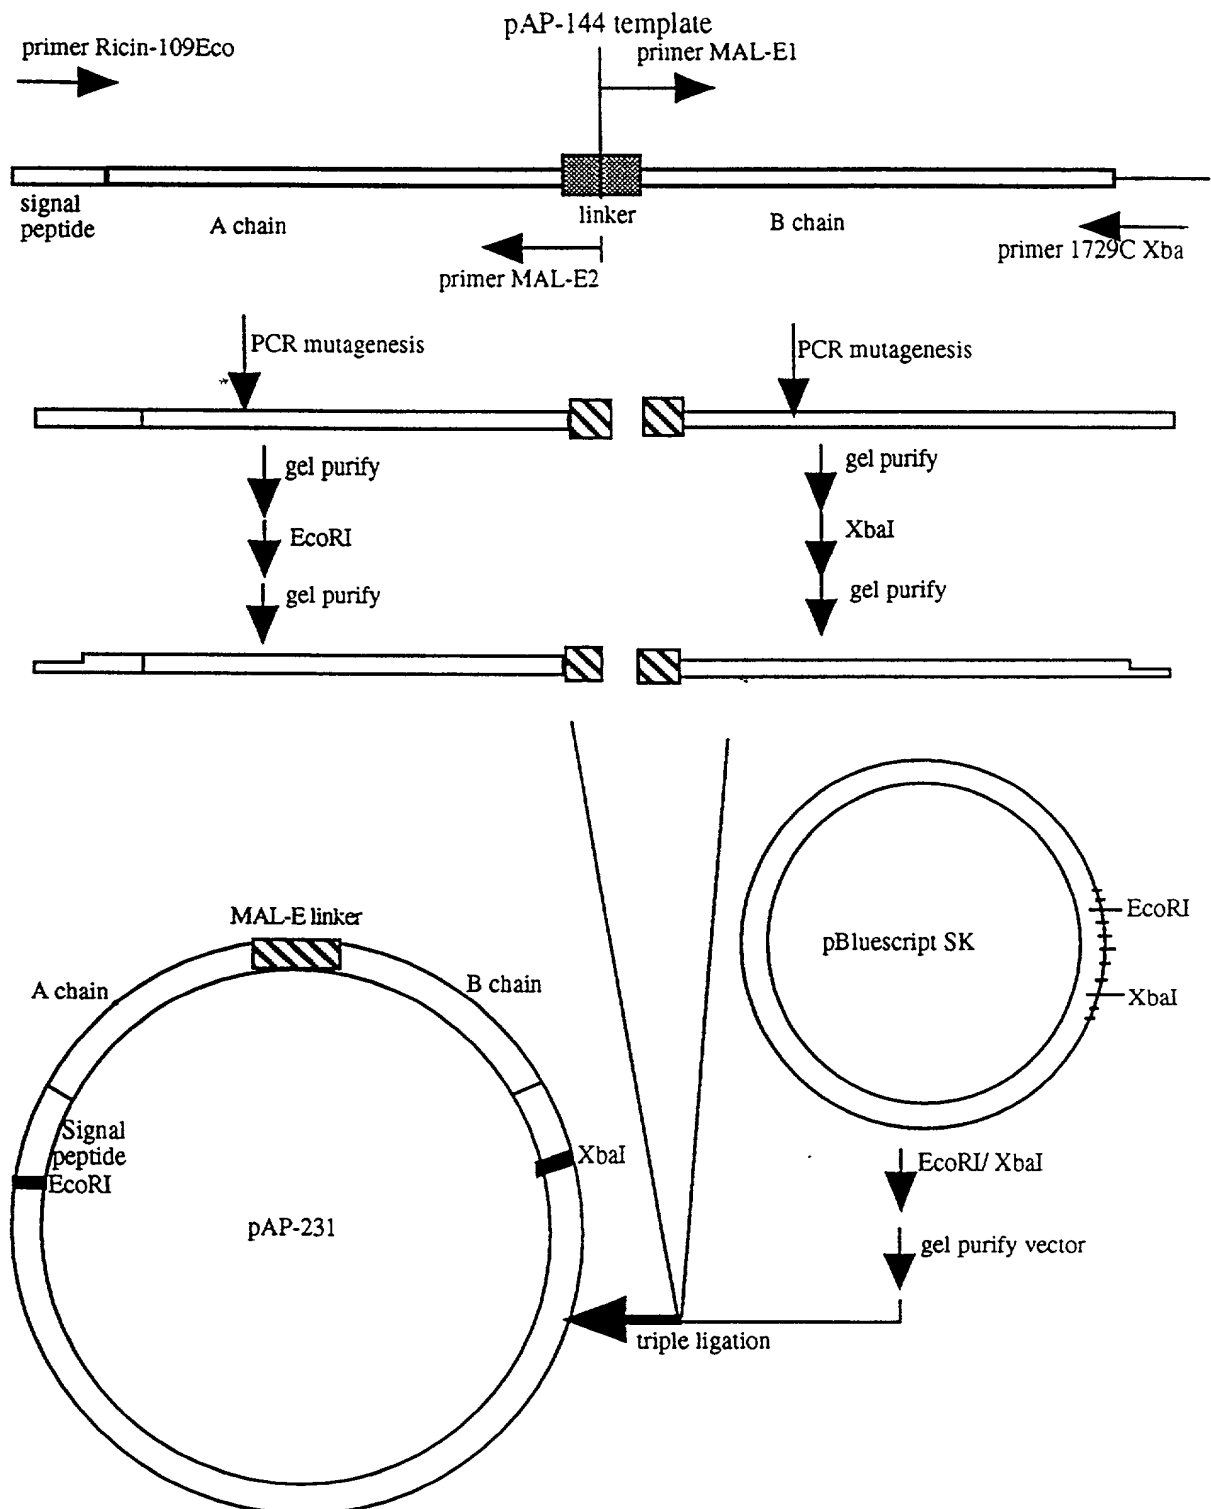 pAP-144 template
primer Ricin-109Eco
primer MAL-E1
signal
peptide
A chain
linker
B chain
primer MAL-E2
primer 1729C Xba
PCR mutagenesis
PCR mutagenesis
gel purify
gel purify
EcoRI
XbaI
gel purify
gel purify
MAL-E linker
A chain
B chain
pBluescript SK
EcoRI
XbaI
Signal
peptide
EcoRI
XbaI
pAP-231
EcoRI/ XbaI
gel purify vector
triple ligation